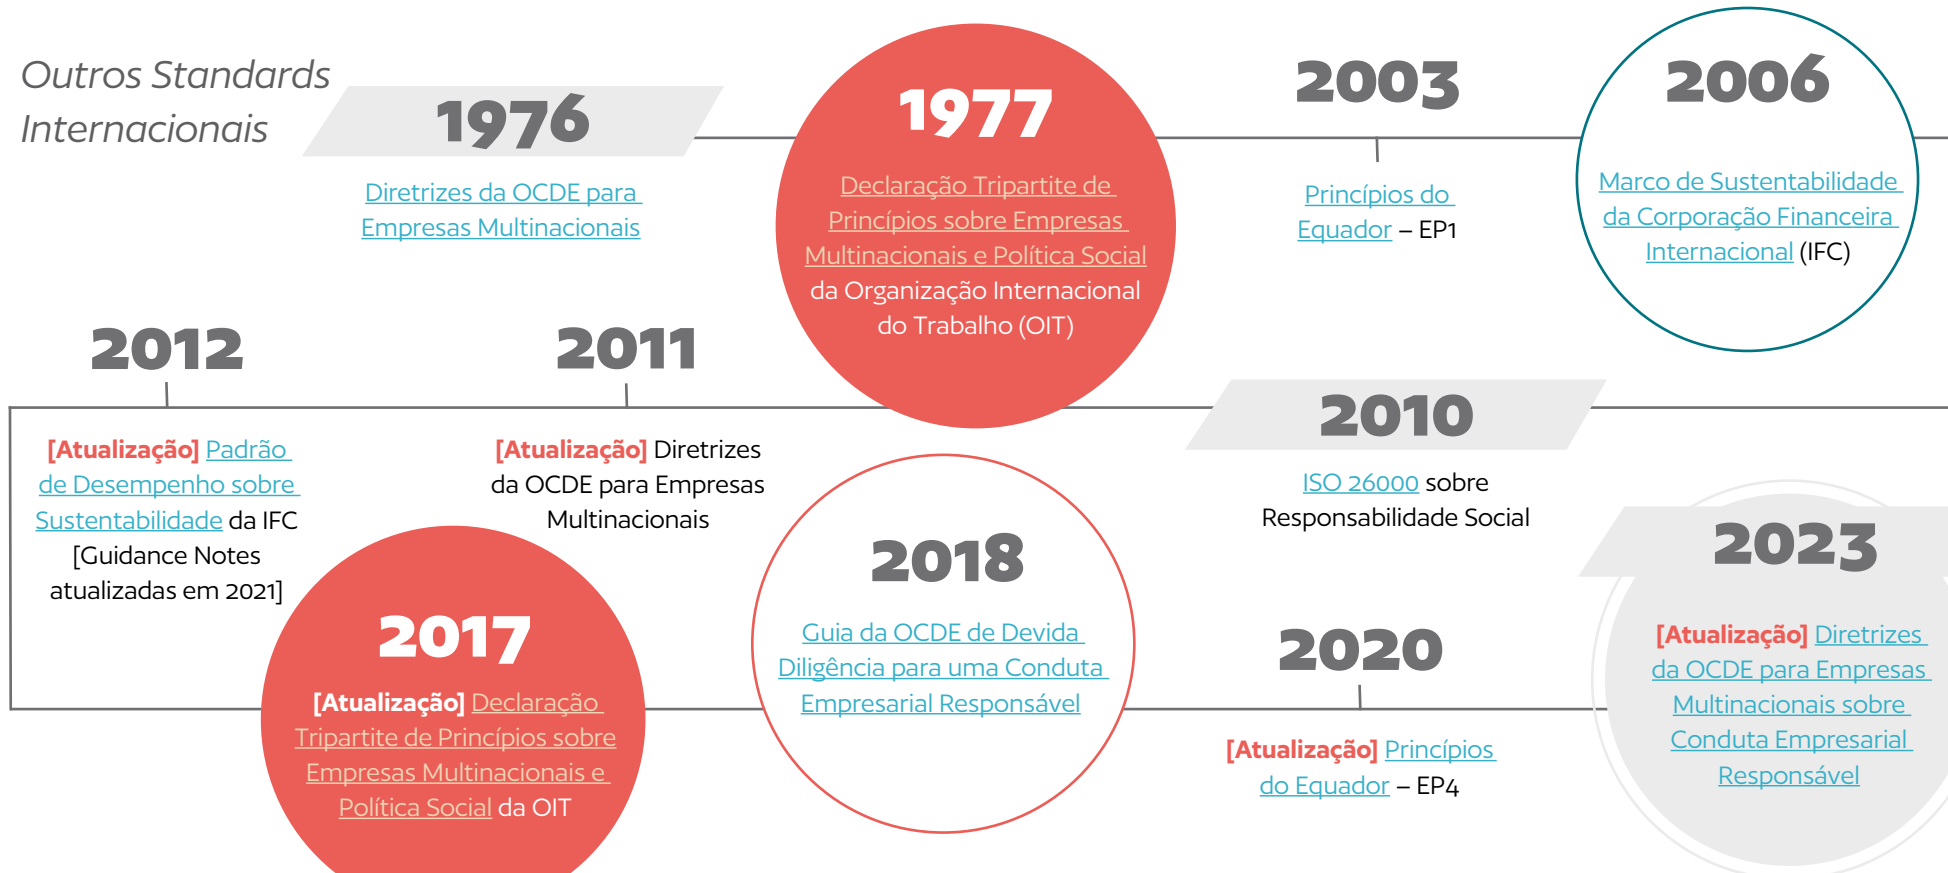 Outros Standards
Internacionais
1976
Diretrizes da OCDE para
Empresas Multinacionais
1977
Declaração Tripartite de
Princípios sobre Empresas
Multinacionais e Política Social
da Organização Internacional
do Trabalho (OIT)
2003
Princípios do
Equador – EP1
2006
Marco de Sustentabilidade
da Corporação Financeira
Internacional (IFC)
2010
ISO 26000 sobre
Responsabilidade Social
2011
[Atualização] Diretrizes
da OCDE para Empresas
Multinacionais
2012
[Atualização] Padrão
de Desempenho sobre
Sustentabilidade da IFC
[Guidance Notes
atualizadas em 2021]
2017
[Atualização] Declaração
Tripartite de Princípios sobre
Empresas Multinacionais e
Política Social da OIT
2018
Guia da OCDE de Devida
Diligência para uma Conduta
Empresarial Responsável
2020
[Atualização] Princípios
do Equador – EP4
2023
[Atualização] Diretrizes
da OCDE para Empresas
Multinacionais sobre
Conduta Empresarial
Responsável